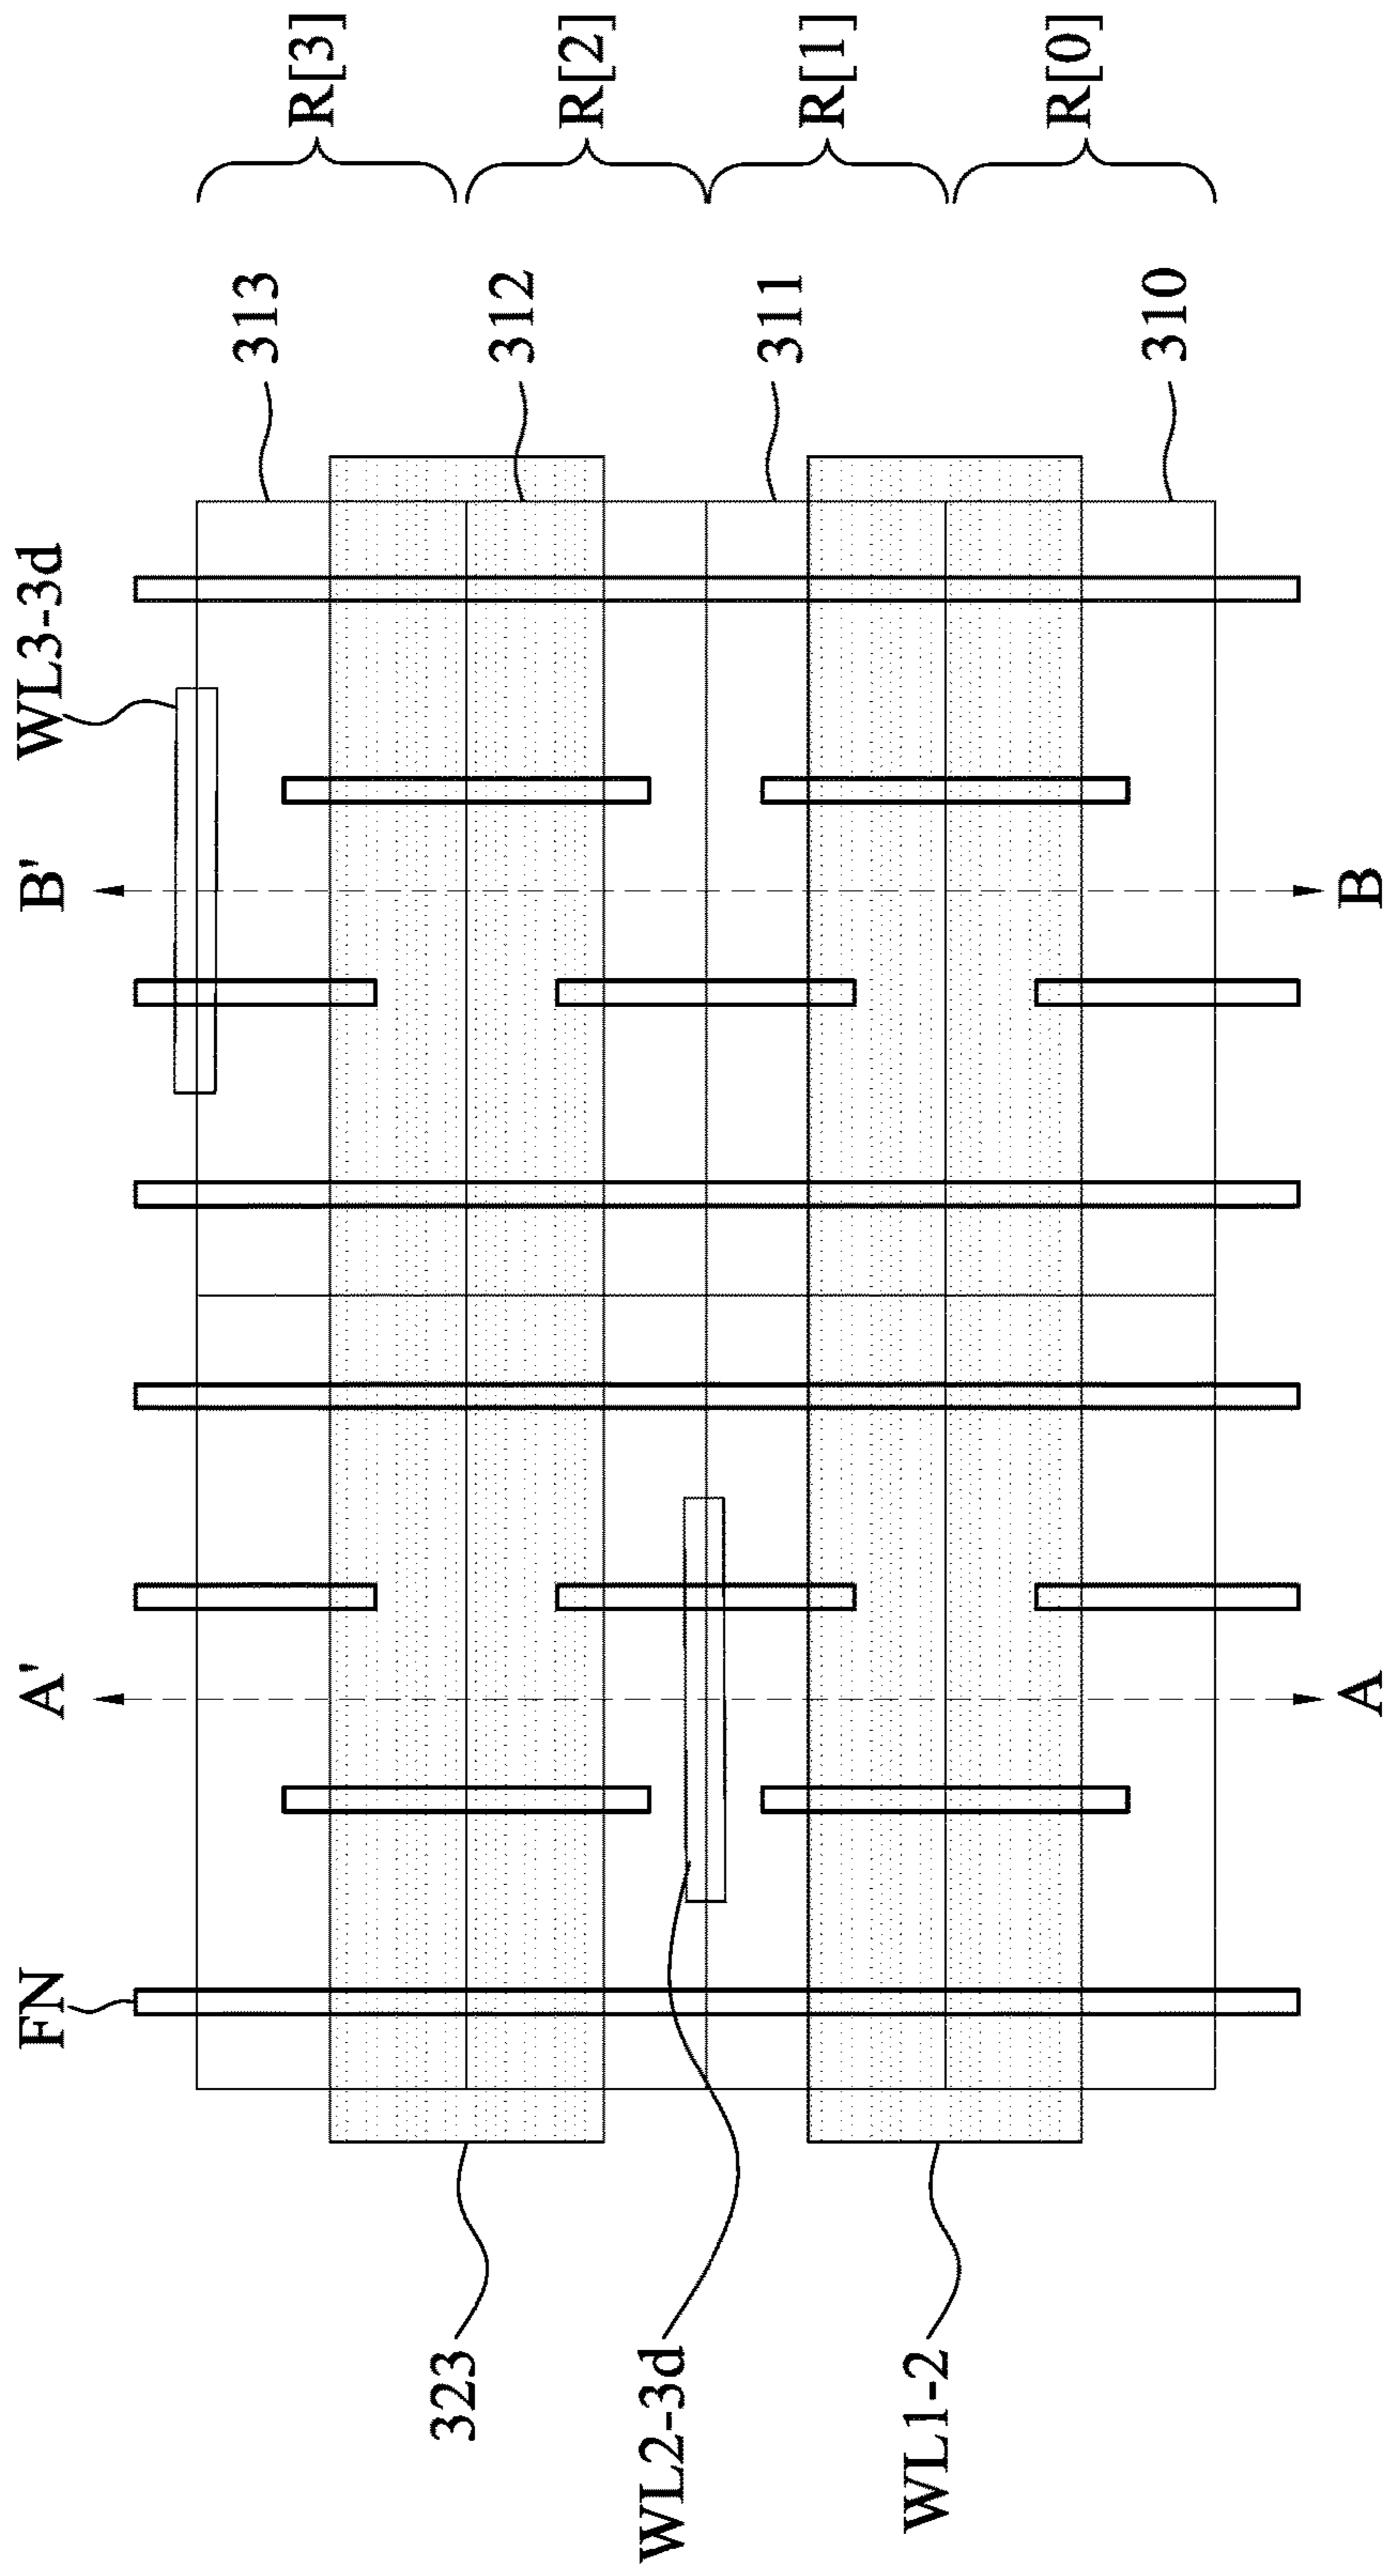 FN
A'
B'
WL3-3d
323
WL2-3d
WL1-2
A
B
313
312
311
310
R[3]
R[2]
R[1]
R[0]